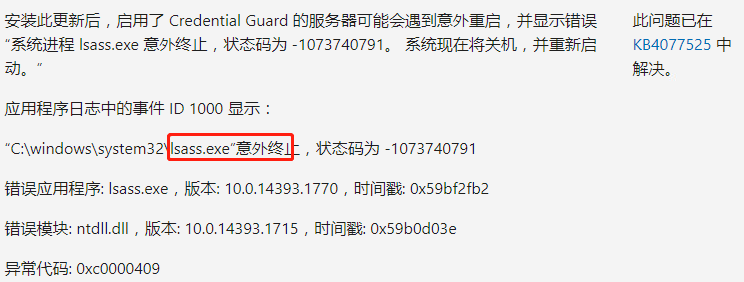 安装此更新后，启用了 Credential Guard 的服务器可能会遇到意外重启，并显示错误
“系统进程 lsass.exe 意外终止，状态码为 -1073740791。 系统现在将关机，并重新启
动。”
应用程序日志中的事件 ID 1000 显示：
“C:\windows\system32\lsass.exe”意外终止，状态码为 -1073740791
错误应用程序: lsass.exe，版本: 10.0.14393.1770，时间戳: 0x59bf2fb2
错误模块: ntdll.dll，版本: 10.0.14393.1715，时间戳: 0x59b0d03e
异常代码: 0xc0000409
此问题已在
KB4077525 中
解决。